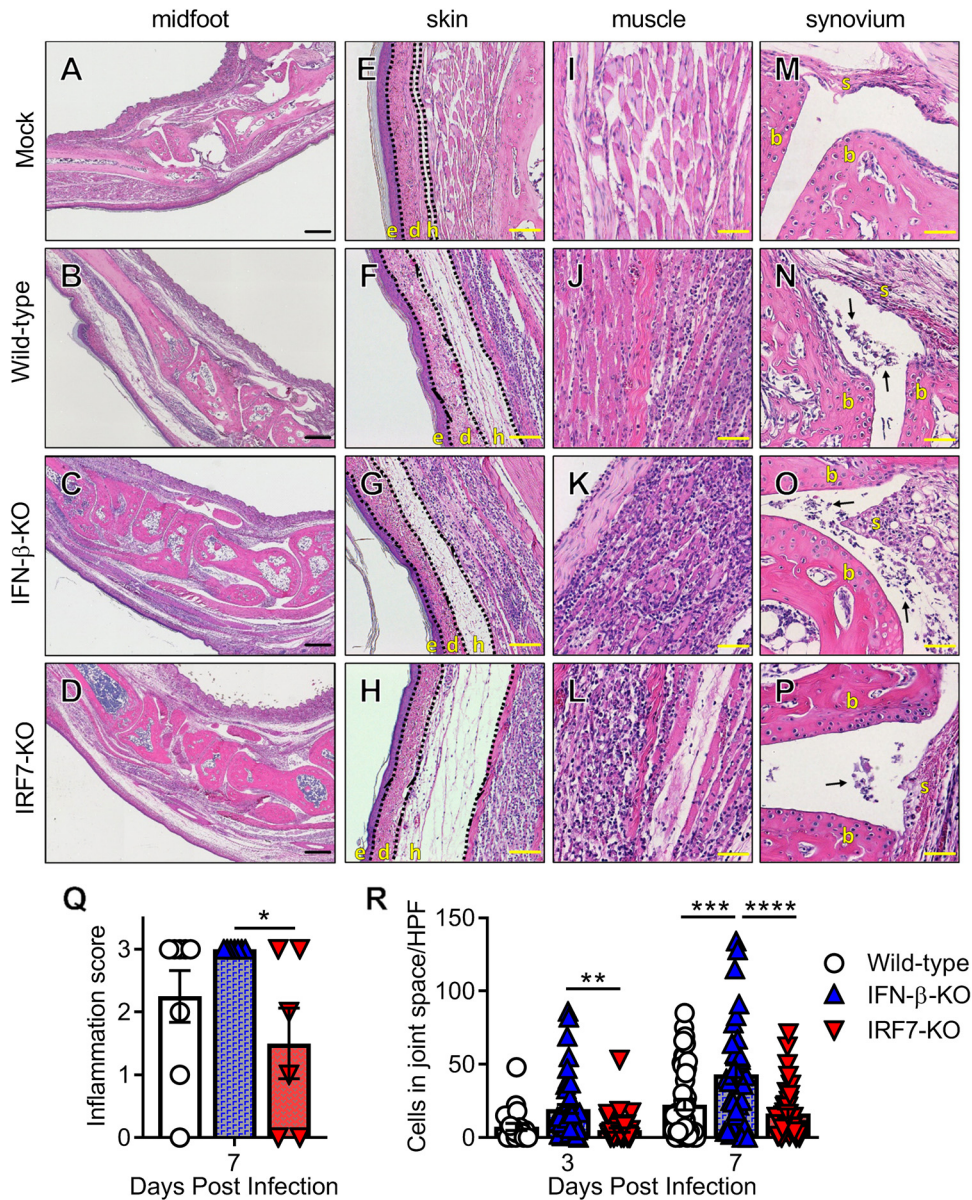 midfoot skin muscle synovium
Mock
A E I M
e d h
s
b b
Wild-type
B F J N
e d h
s
b b
IFN-β-KO
C G K O
e d h
b
s
b
IRF7-KO
D H L P
e d h
b
s
b
Q R
Inflammation score
*
3
2
1
0
7
Days Post Infection
Cells in joint space/HPF
150
100
50
0
** *** ****
3 7
Days Post Infection
Wild-type
IFN-β-KO
IRF7-KO